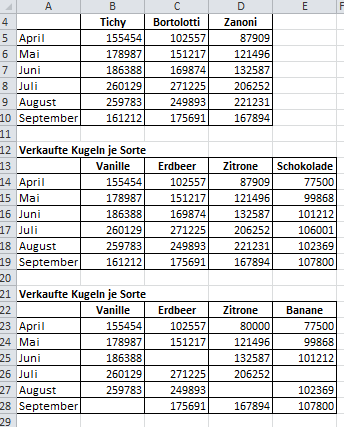 A B C D E F
4 Tichy Bortolotti Zanoni
5 April 155454 102557 87909
6 Mai 178987 151217 121496
7 Juni 186388 169874 132587
8 Juli 260129 271225 206252
9 August 259783 249893 221231
10 September 161212 175691 167894
11
12 Verkaufte Kugeln je Sorte
13 Vanille Erdbeer Zitrone Schokolade
14 April 155454 102557 87909 77500
15 Mai 178987 151217 121496 99868
16 Juni 186388 169874 132587 101212
17 Juli 260129 271225 206252 106001
18 August 259783 249893 221231 102369
19 September 161212 175691 167894 107800
20
21 Verkaufte Kugeln je Sorte
22 Vanille Erdbeer Zitrone Banane
23 April 155454 102557 80000 77500
24 Mai 178987 151217 121496 99868
25 Juni 186388 132587 101212
26 Juli 260129 271225 206252
27 August 259783 249893 102369
28 September 175691 167894 107800
29